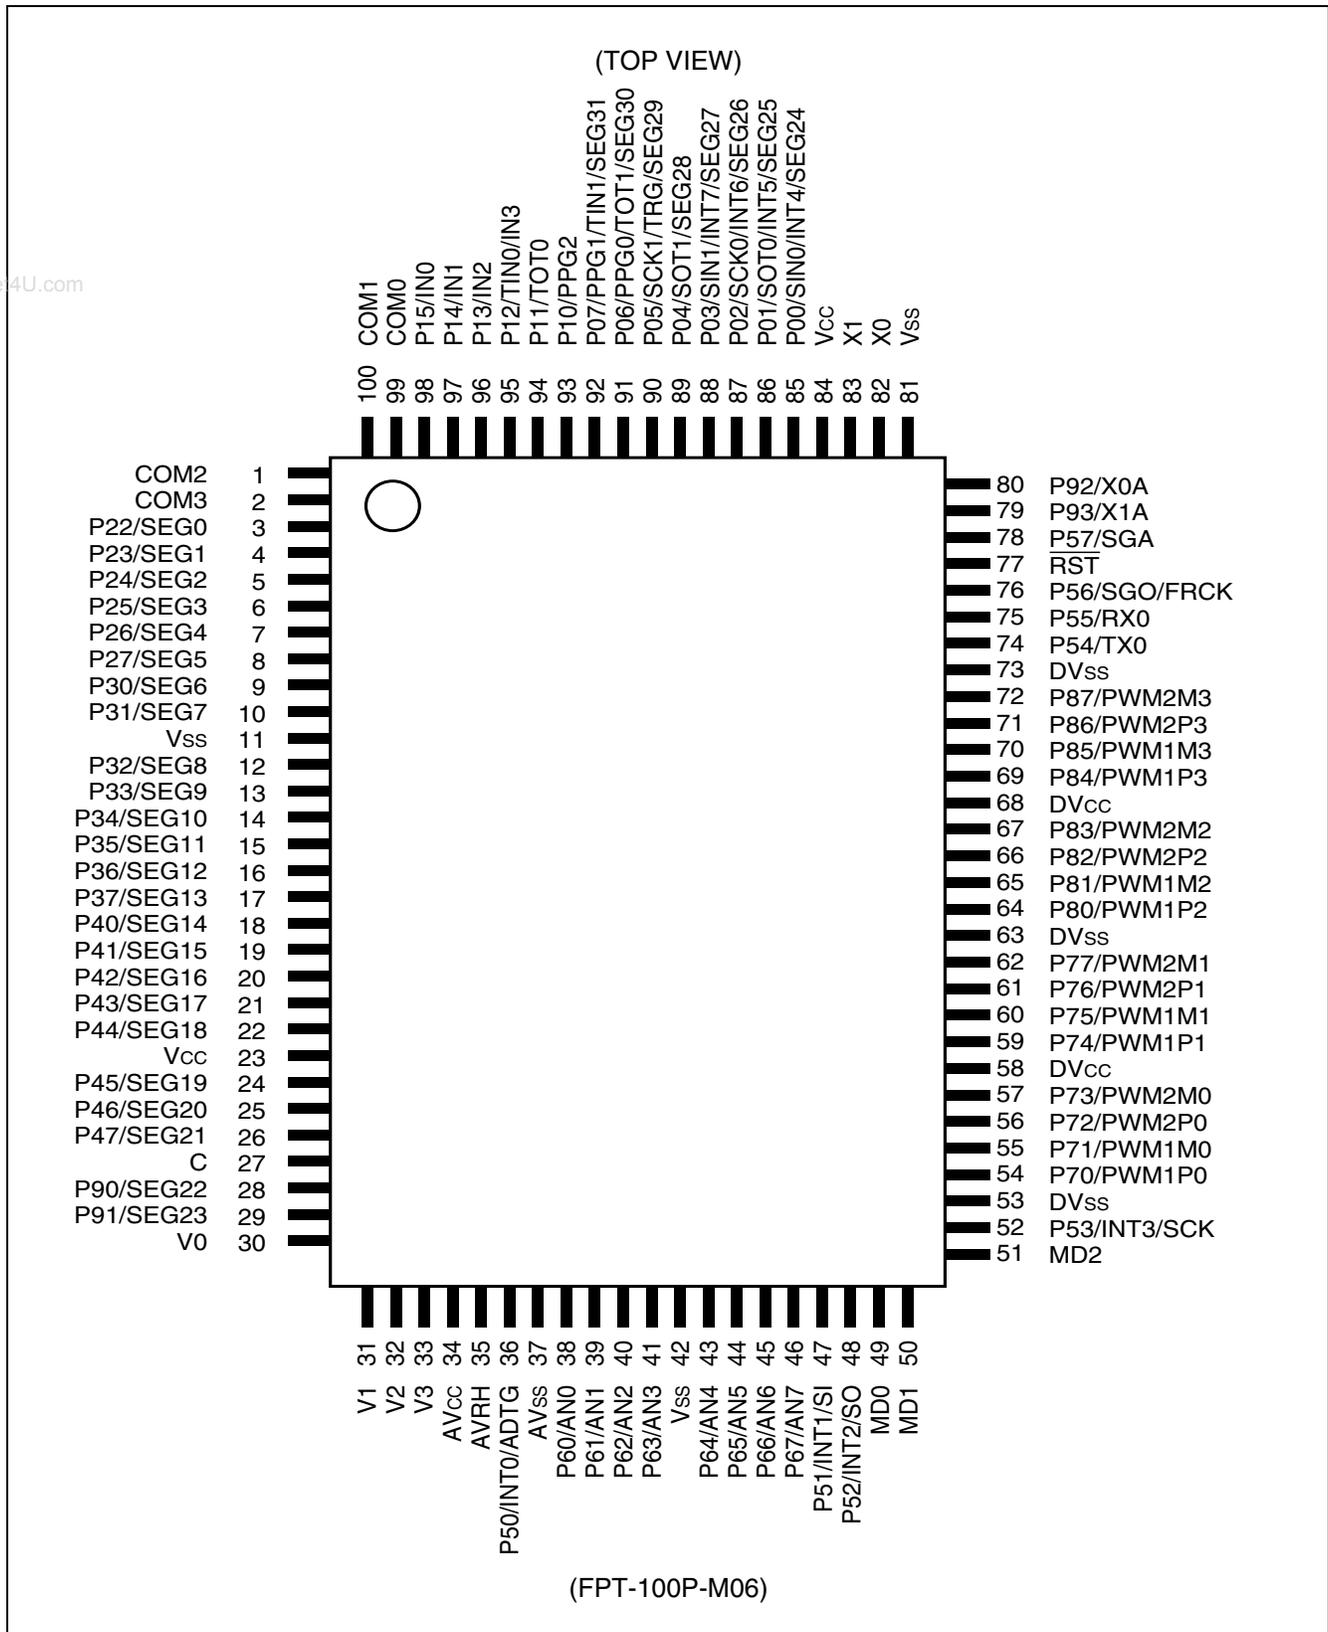 (TOP VIEW)
et4U.com
100 COM1
99 COM0
98 P15/IN0
97 P14/IN1
96 P13/IN2
95 P12/TIN0/IN3
94 P11/TOT0
93 P10/PPG2
92 P07/PPG1/TIN1/SEG31
91 P06/PPG0/TOT1/SEG30
90 P05/SCK1/TRG/SEG29
89 P04/SOT1/SEG28
88 P03/SIN1/INT7/SEG27
87 P02/SCK0/INT6/SEG26
86 P01/SOT0/INT5/SEG25
85 P00/SIN0/INT4/SEG24
84 Vcc
83 X1
82 X0
81 Vss
COM2 1
COM3 2
P22/SEG0 3
P23/SEG1 4
P24/SEG2 5
P25/SEG3 6
P26/SEG4 7
P27/SEG5 8
P30/SEG6 9
P31/SEG7 10
Vss 11
P32/SEG8 12
P33/SEG9 13
P34/SEG10 14
P35/SEG11 15
P36/SEG12 16
P37/SEG13 17
P40/SEG14 18
P41/SEG15 19
P42/SEG16 20
P43/SEG17 21
P44/SEG18 22
Vcc 23
P45/SEG19 24
P46/SEG20 25
P47/SEG21 26
C 27
P90/SEG22 28
P91/SEG23 29
V0 30
80 P92/X0A
79 P93/X1A
78 P57/SGA
77 RST
76 P56/SGO/FRCK
75 P55/RX0
74 P54/TX0
73 DVss
72 P87/PWM2M3
71 P86/PWM2P3
70 P85/PWM1M3
69 P84/PWM1P3
68 DVcc
67 P83/PWM2M2
66 P82/PWM2P2
65 P81/PWM1M2
64 P80/PWM1P2
63 DVss
62 P77/PWM2M1
61 P76/PWM2P1
60 P75/PWM1M1
59 P74/PWM1P1
58 DVcc
57 P73/PWM2M0
56 P72/PWM2P0
55 P71/PWM1M0
54 P70/PWM1P0
53 DVss
52 P53/INT3/SCK
51 MD2
V1 31
V2 32
V3 33
AVcc 34
AVRH 35
P50/INT0/ADTG 36
AVss 37
P60/AN0 38
P61/AN1 39
P62/AN2 40
P63/AN3 41
Vss 42
P64/AN4 43
P65/AN5 44
P66/AN6 45
P67/AN7 46
P51/INT1/SI 47
P52/INT2/SO 48
MD0 49
MD1 50
(FPT-100P-M06)